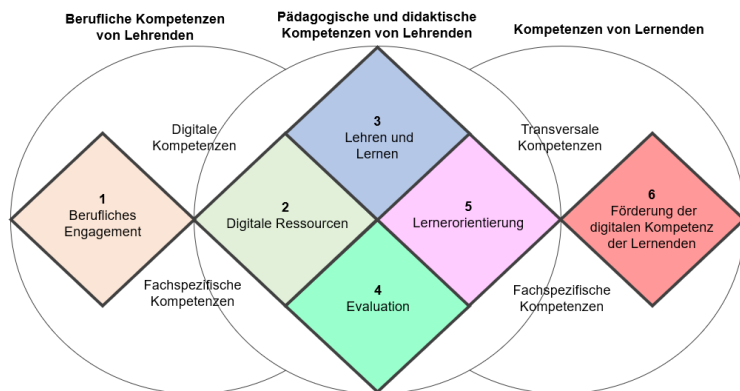 Berufliche Kompetenzen
von Lehrenden
Pädagogische und didaktische
Kompetenzen von Lehrenden
Kompetenzen von Lernenden
Digitale
Kompetenzen
3
Lehren und
Lernen
Transversale
Kompetenzen
1
Berufliches
Engagement
2
Digitale Ressourcen
5
Lernerorientierung
6
Förderung der
digitalen Kompetenz
der Lernenden
Fachspezifische
Kompetenzen
4
Evaluation
Fachspezifische
Kompetenzen